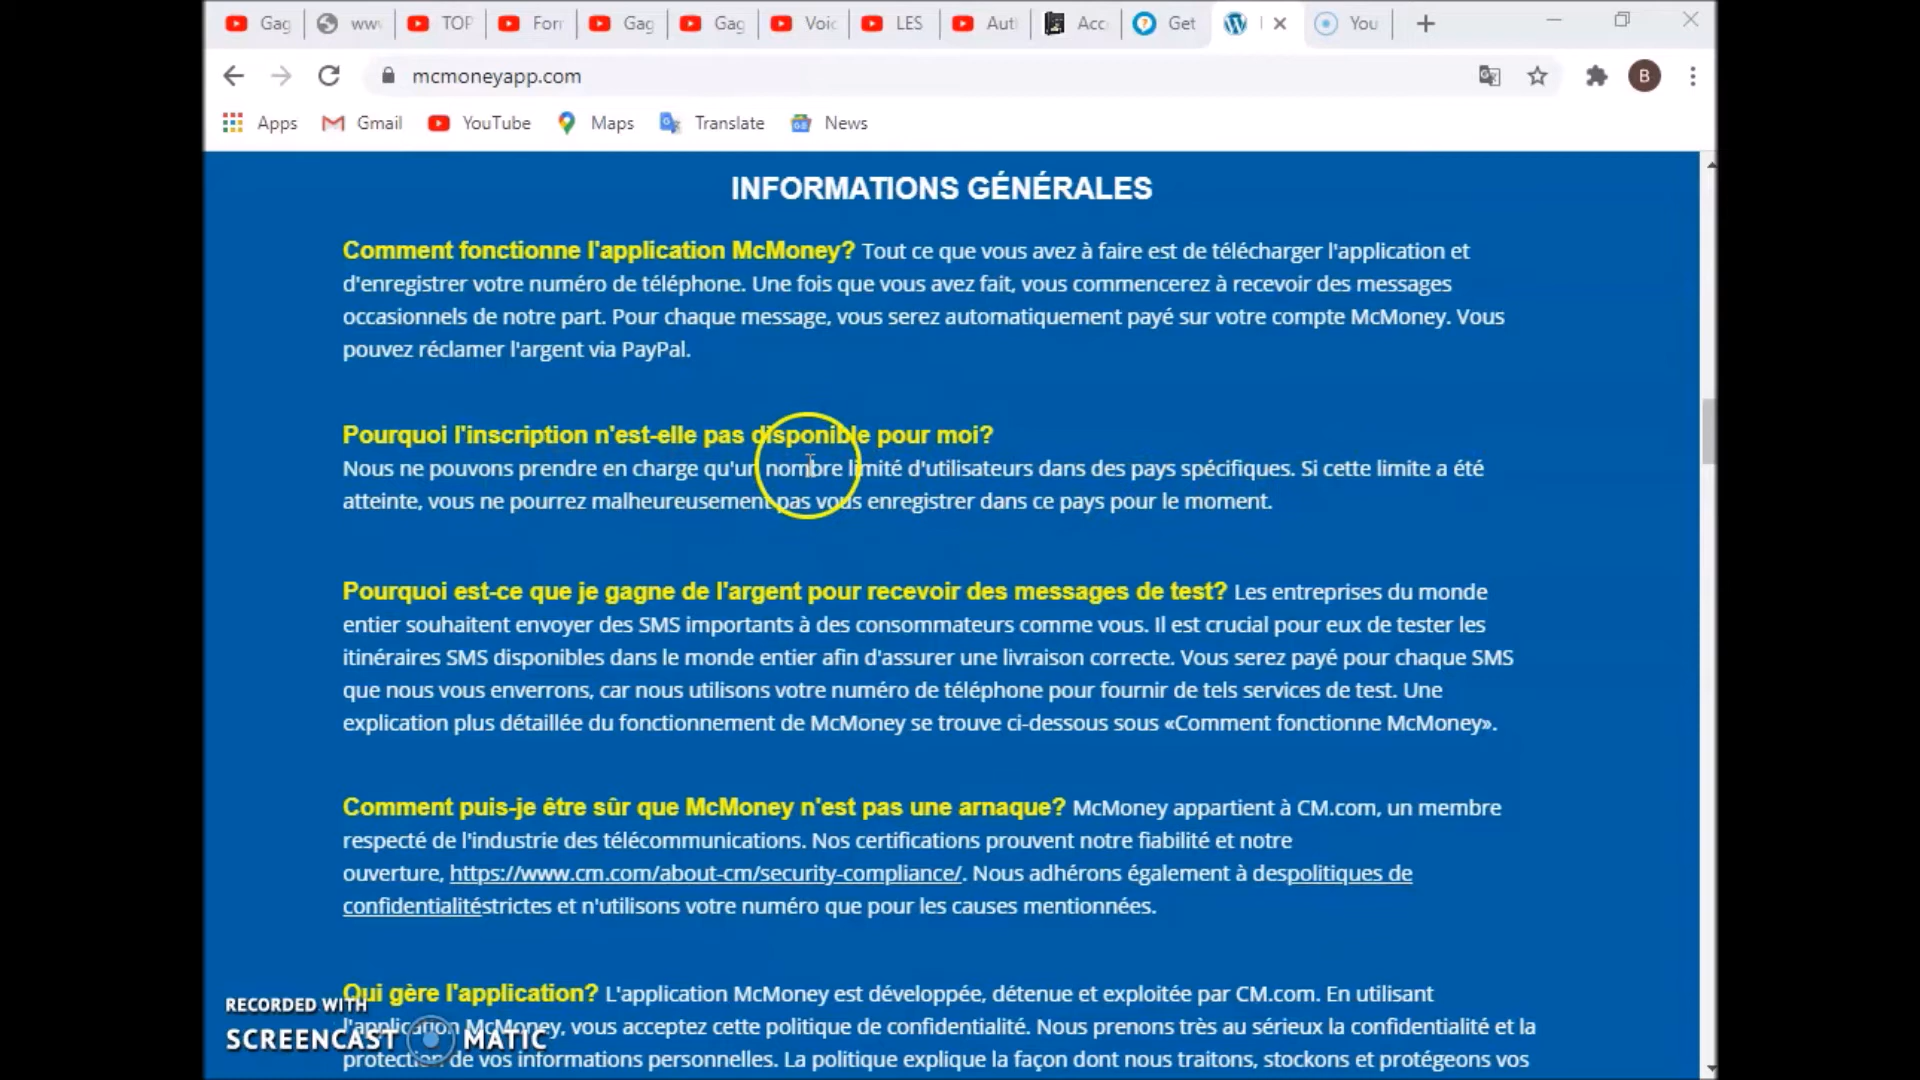 Gag www TOP For Gag Gag Voic LES Aut Acc Get You
mcmoneyapp.com B
Apps Gmail YouTube Maps Translate News
INFORMATIONS GÉNÉRALES
Comment fonctionne l'application McMoney? Tout ce que vous avez à faire est de télécharger l'application et
d'enregistrer votre numéro de téléphone. Une fois que vous avez fait, vous commencerez à recevoir des messages
occasionnels de notre part. Pour chaque message, vous serez automatiquement payé sur votre compte McMoney. Vous
pouvez réclamer l'argent via PayPal.
Pourquoi l'inscription n'est-elle pas disponible pour moi?
Nous ne pouvons prendre en charge qu'un nombre limité d'utilisateurs dans des pays spécifiques. Si cette limite a été
atteinte, vous ne pourrez malheureusement pas vous enregistrer dans ce pays pour le moment.
Pourquoi est-ce que je gagne de l'argent pour recevoir des messages de test? Les entreprises du monde
entier souhaitent envoyer des SMS importants à des consommateurs comme vous. Il est crucial pour eux de tester les
itinéraires SMS disponibles dans le monde entier afin d'assurer une livraison correcte. Vous serez payé pour chaque SMS
que nous vous enverrons, car nous utilisons votre numéro de téléphone pour fournir de tels services de test. Une
explication plus détaillée du fonctionnement de McMoney se trouve ci-dessous sous «Comment fonctionne McMoney».
Comment puis-je être sûr que McMoney n'est pas une arnaque? McMoney appartient à CM.com, un membre
respecté de l'industrie des télécommunications. Nos certifications prouvent notre fiabilité et notre
ouverture, https://www.cm.com/about-cm/security-compliance/. Nous adhérons également à despolitiques de
confidentialitéstrictes et n'utilisons votre numéro que pour les causes mentionnées.
Qui gère l'application? L'application McMoney est développée, détenue et exploitée par CM.com. En utilisant
l'application McMoney, vous acceptez cette politique de confidentialité. Nous prenons très au sérieux la confidentialité et la
protection de vos informations personnelles. La politique explique la façon dont nous traitons, stockons et protégeons vos
RECORDED WITH
SCREENCAST MATIC